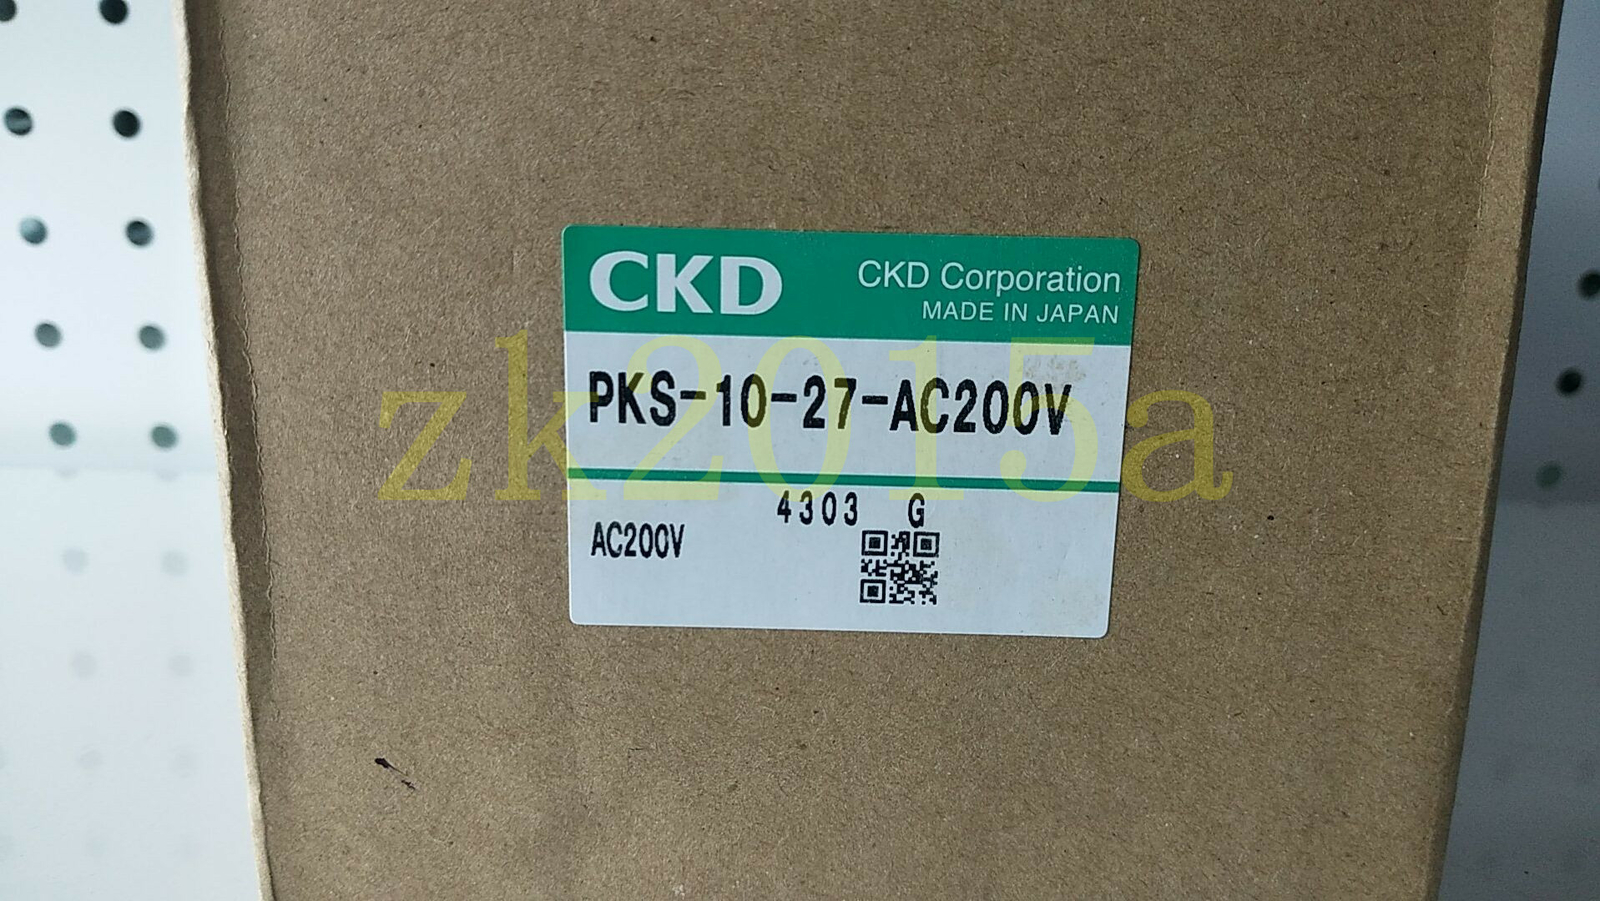 CKD
CKD Corporation
MADE IN JAPAN
PKS-10-27-AC200V
zk2015a
4303 G
AC200V